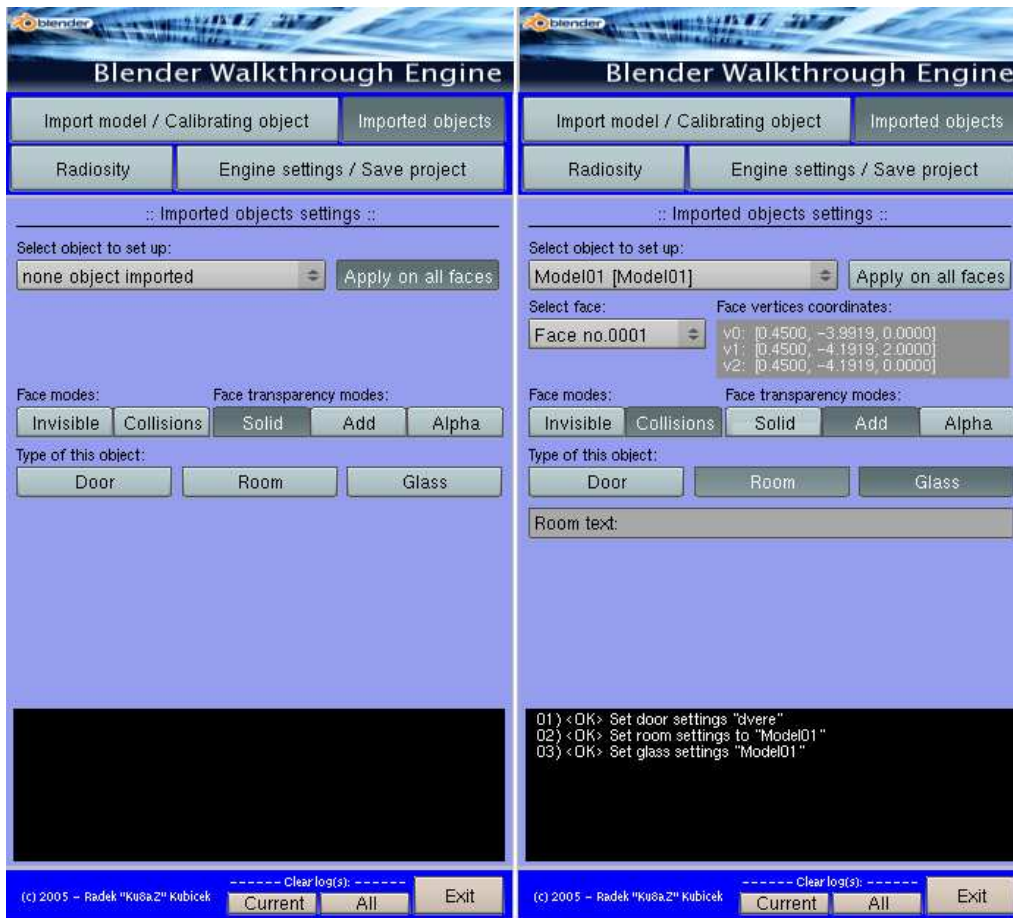 blender
Blender Walkthrough Engine
Import model / Calibrating object
Imported objects
Radiosity
Engine settings / Save project
:: Imported objects settings ::
Select object to set up:
none object imported
Apply on all faces
Face modes:
Face transparency modes:
Invisible
Collisions
Solid
Add
Alpha
Type of this object:
Door
Room
Glass
(c) 2005 – Radek "Ku8aZ" Kubicek
------ Clear log(s): ------
Current
All
Exit
blender
Blender Walkthrough Engine
Import model / Calibrating object
Imported objects
Radiosity
Engine settings / Save project
:: Imported objects settings ::
Select object to set up:
Model01 [Model01]
Apply on all faces
Select face:
Face vertices coordinates:
Face no.0001
v0: [0.4500, –3.9919, 0.0000]
v1: [0.4500, –4.1919, 2.0000]
v2: [0.4500, –4.1919, 0.0000]
Face modes:
Face transparency modes:
Invisible
Collisions
Solid
Add
Alpha
Type of this object:
Door
Room
Glass
Room text:
01) <OK> Set door settings "dvere"
02) <OK> Set room settings to "Model01"
03) <OK> Set glass settings "Model01"
(c) 2005 – Radek "Ku8aZ" Kubicek
------ Clear log(s): ------
Current
All
Exit